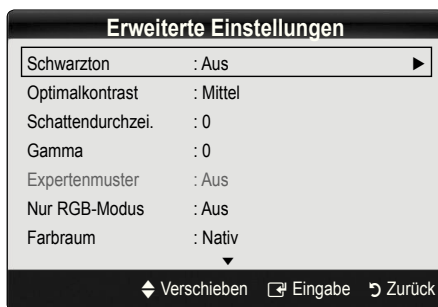 Erweiterte Einstellungen
Schwarzton : Aus
Optimalkontrast : Mittel
Schattendurchzei. : 0
Gamma : 0
Expertenmuster : Aus
Nur RGB-Modus : Aus
Farbraum : Nativ
Verschieben Eingabe Zurück